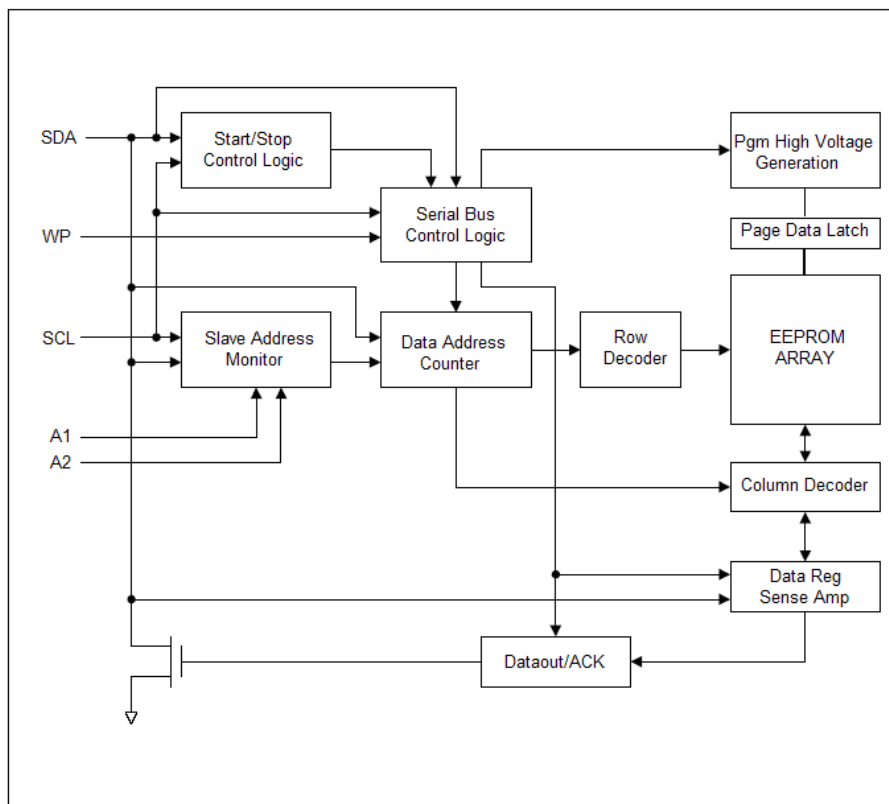 SDA
Start/Stop
Control Logic
Pgm High Voltage
Generation
WP
Serial Bus
Control Logic
Page Data Latch
SCL
Slave Address
Monitor
Data Address
Counter
Row
Decoder
EEPROM
ARRAY
A1
A2
Column Decoder
Data Reg
Sense Amp
Dataout/ACK